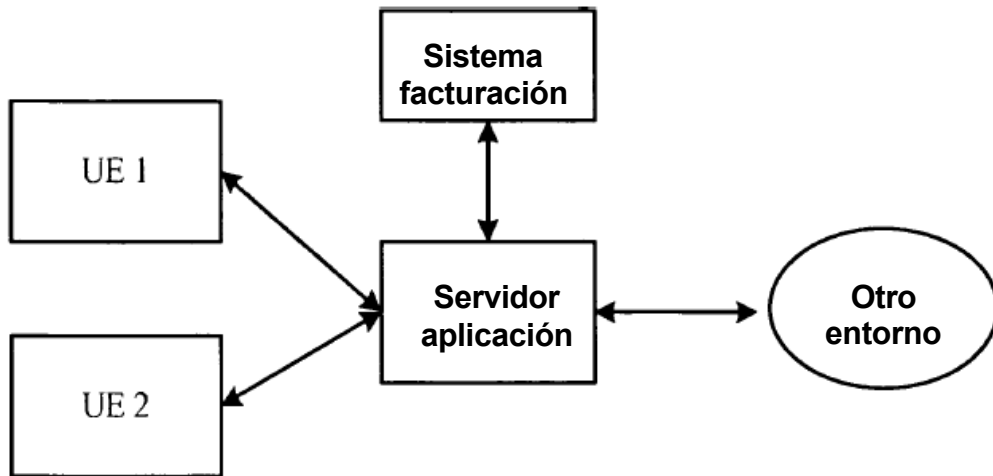 Sistema
facturación
UE 1
Servidor
aplicación
Otro
entorno
UE 2